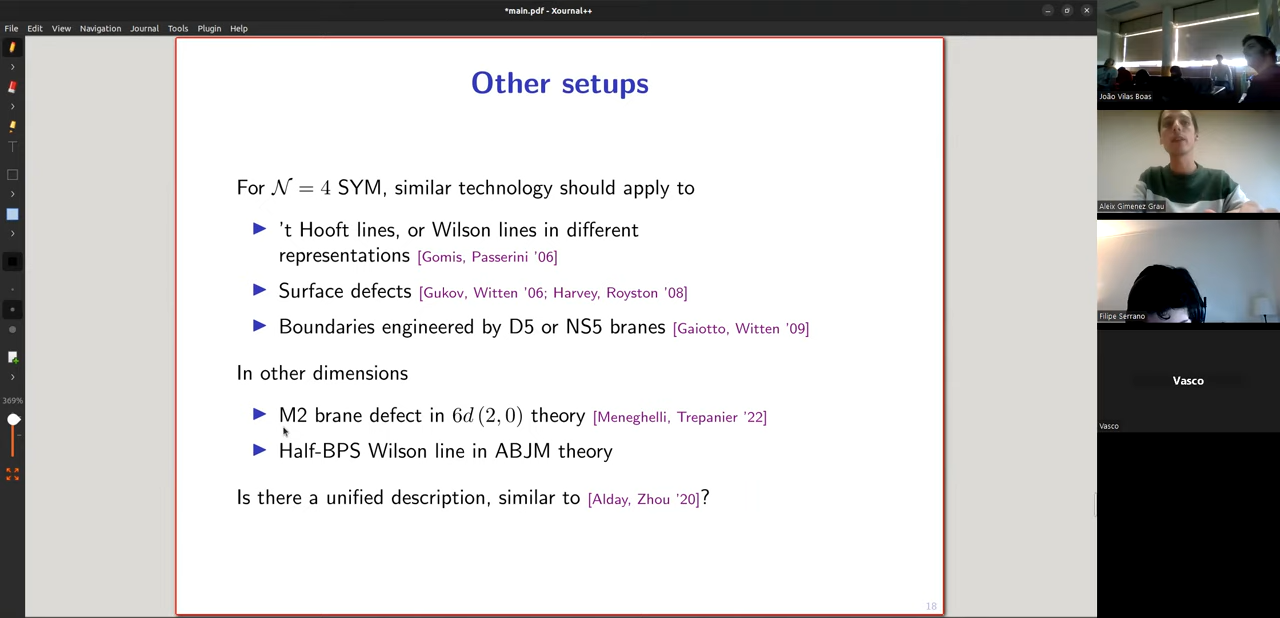 *main.pdf - Xournal++
File Edit View Navigation Journal Tools Plugin Help
369%
Other setups
For 𝒩 = 4 SYM, similar technology should apply to
▶ 't Hooft lines, or Wilson lines in different
representations [Gomis, Passerini '06]
▶ Surface defects [Gukov, Witten '06; Harvey, Royston '08]
▶ Boundaries engineered by D5 or NS5 branes [Gaiotto, Witten '09]
In other dimensions
▶ M2 brane defect in 6d (2, 0) theory [Meneghelli, Trepanier '22]
▶ Half-BPS Wilson line in ABJM theory
Is there a unified description, similar to [Alday, Zhou '20]?
18
João Vilas Boas
Aleix Gimenez Grau
Filipe Serrano
Vasco
Vasco